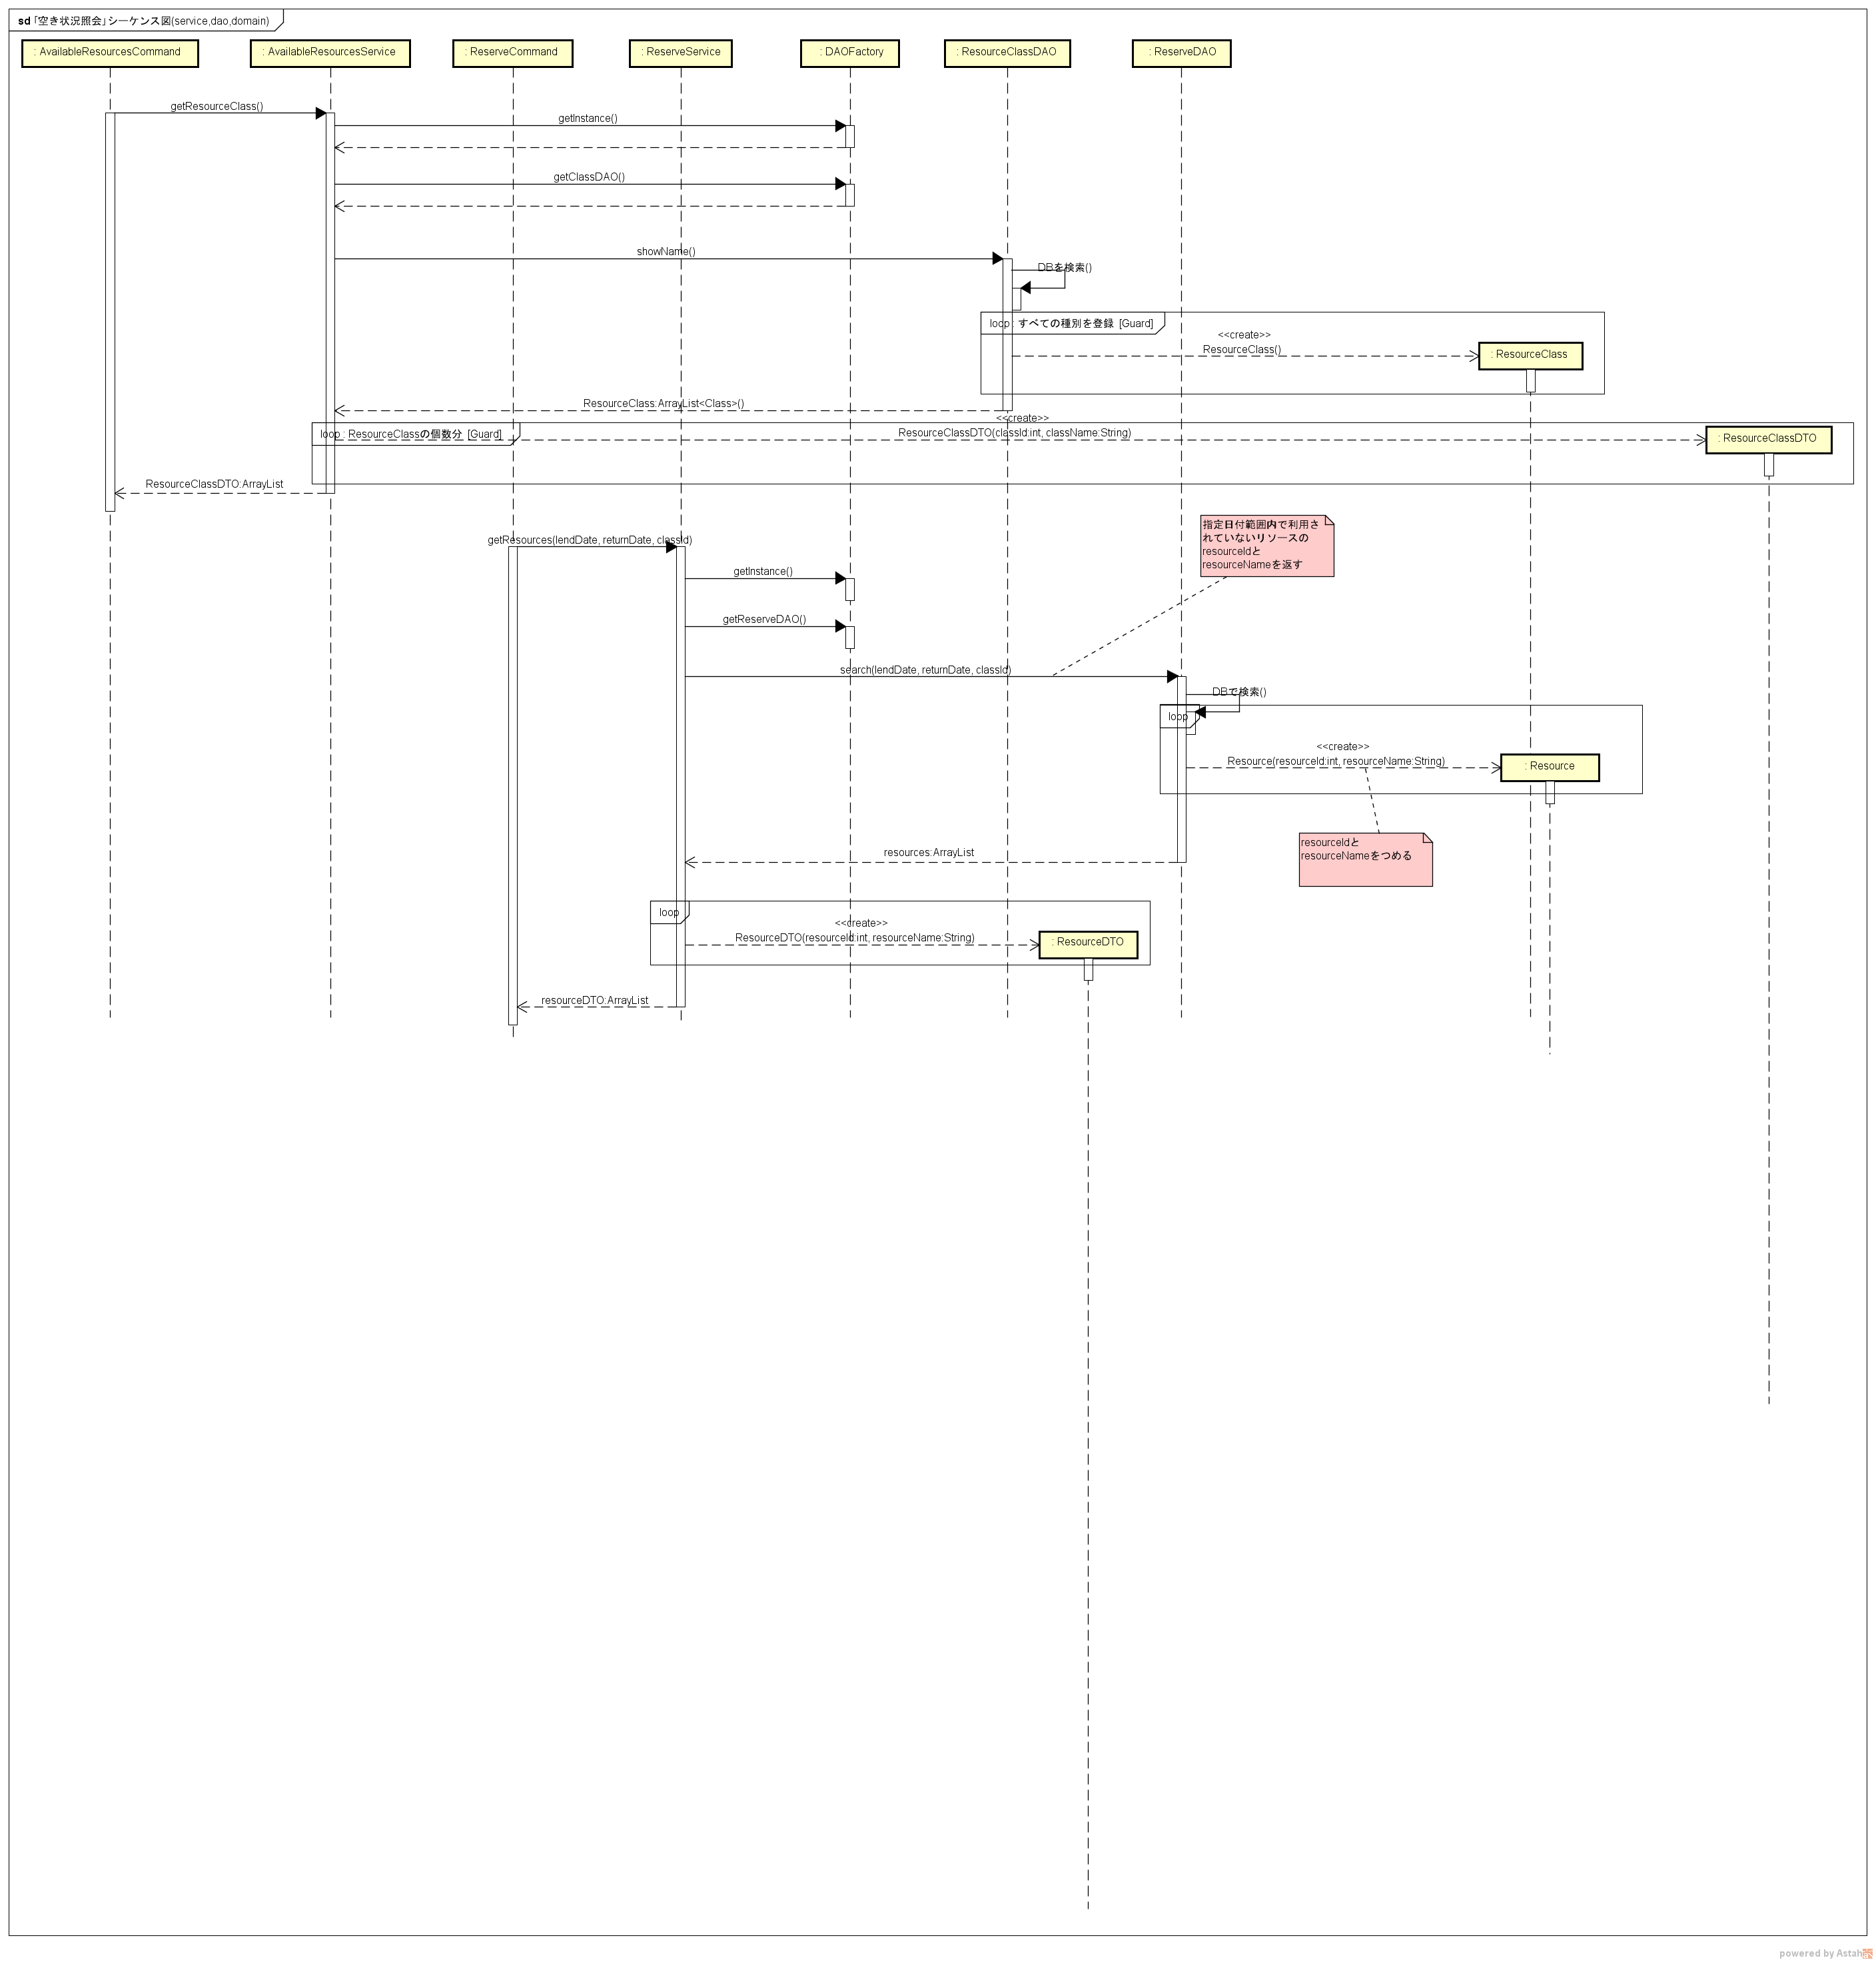 sd 「空き状況照会」シーケンス図(service,dao,domain)
: AvailableResourcesCommand
: AvailableResourcesService
: ReserveCommand
: ReserveService
: DAOFactory
: ResourceClassDAO
: ReserveDAO
getResourceClass()
getInstance()
getClassDAO()
showName()
DBを検索()
loop : すべての種別を登録 [Guard]
<<create>>
ResourceClass()
: ResourceClass
ResourceClass:ArrayList<Class>()
<<create>>
loop : ResourceClassの個数分 [Guard]
ResourceClassDTO(classId:int, className:String)
: ResourceClassDTO
ResourceClassDTO:ArrayList
指定日付範囲内で利用さ
れていないリソースの
resourceIdと
resourceNameを返す
getResources(lendDate, returnDate, classId)
getInstance()
getReserveDAO()
search(lendDate, returnDate, classId)
DBで検索()
loop
<<create>>
Resource(resourceId:int, resourceName:String)
: Resource
resourceIdと
resourceNameをつめる
resources:ArrayList
loop
<<create>>
ResourceDTO(resourceId:int, resourceName:String)
: ResourceDTO
resourceDTO:ArrayList
powered by Astah